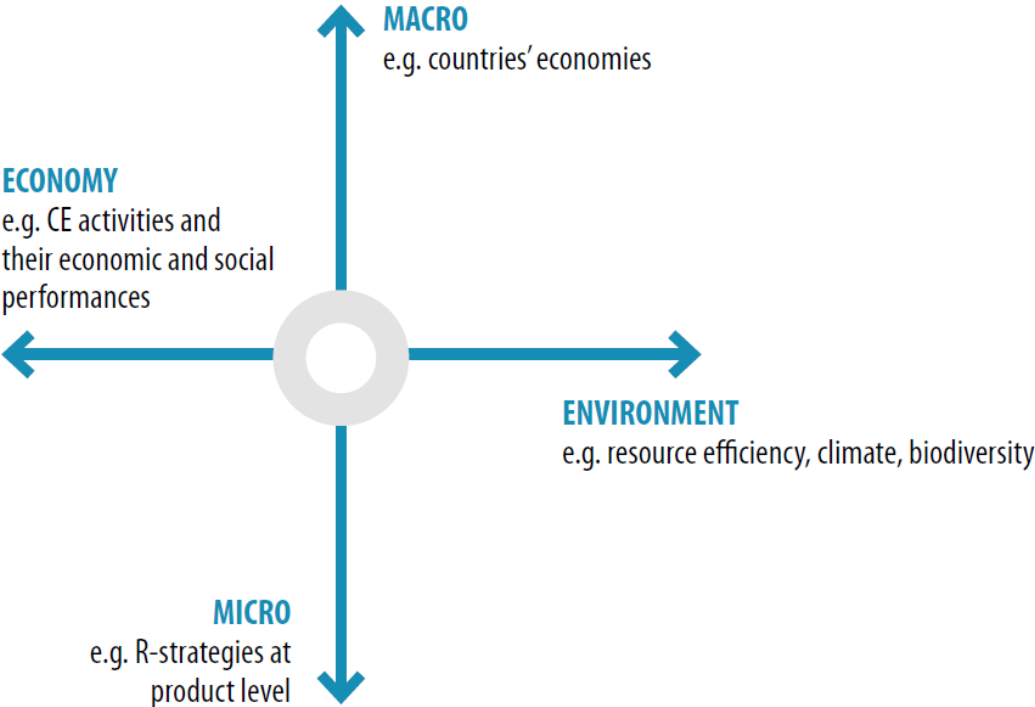 MACRO
e.g. countries’ economies
ECONOMY
e.g. CE activities and
their economic and social
performances
ENVIRONMENT
e.g. resource efficiency, climate, biodiversity
MICRO
e.g. R-strategies at
product level